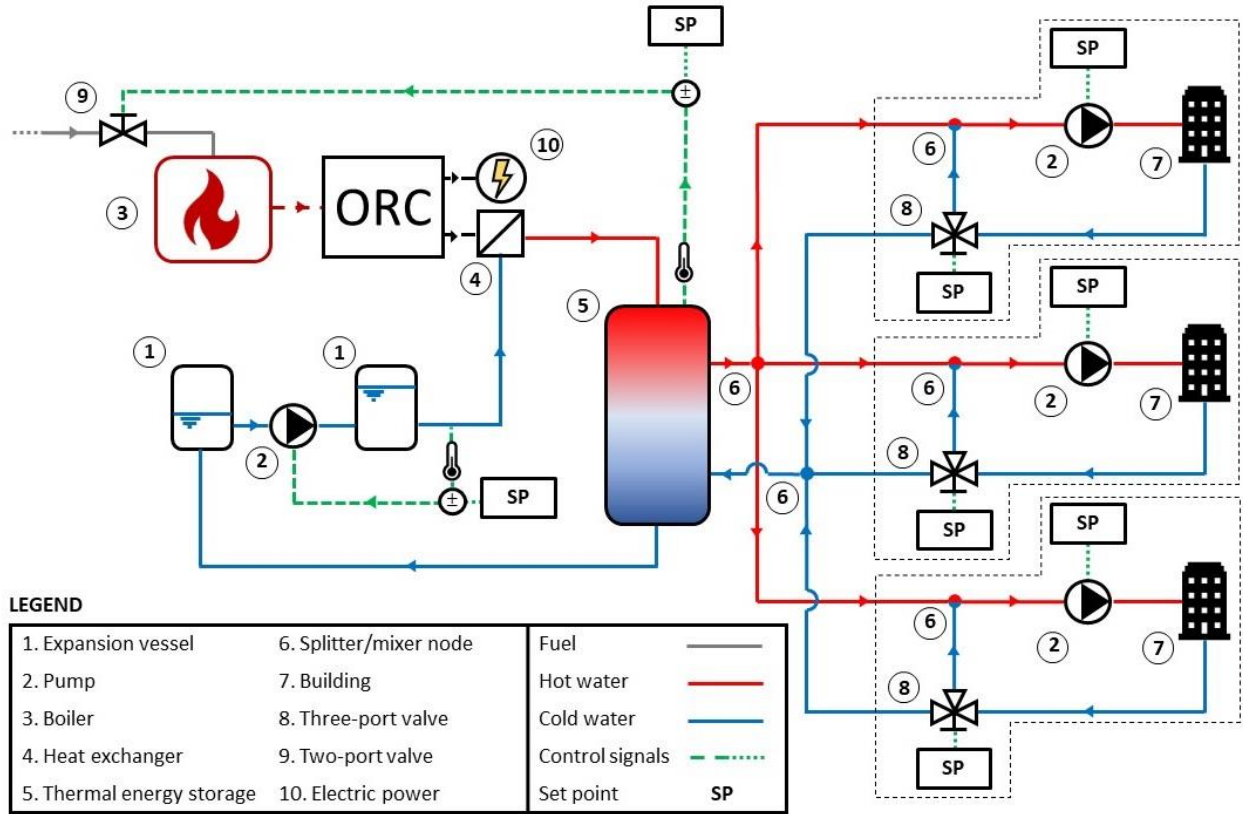 SP
SP
9
±
10
6
2
7
3
ORC
8
4
SP
5
SP
1
1
6
6
2
7
2
8
±
SP
6
SP
SP
LEGEND
6
2
7
8
1. Expansion vessel
2. Pump
3. Boiler
4. Heat exchanger
5. Thermal energy storage
6. Splitter/mixer node
7. Building
8. Three-port valve
9. Two-port valve
10. Electric power
Fuel
Hot water
Cold water
Control signals
Set point SP
SP